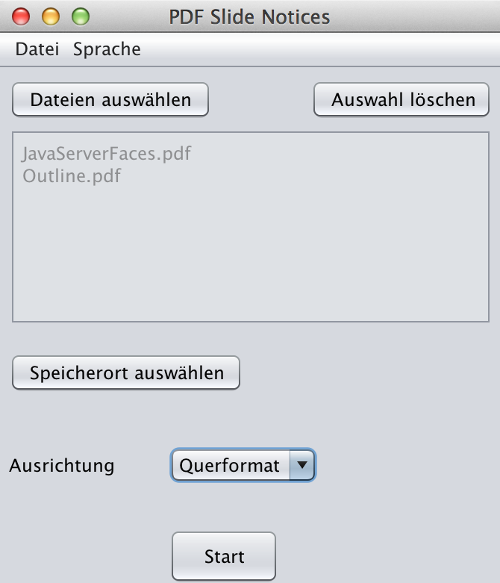 PDF Slide Notices
Datei Sprache
Dateien auswählen Auswahl löschen
JavaServerFaces.pdf
Outline.pdf
Speicherort auswählen
Ausrichtung Querformat
Start